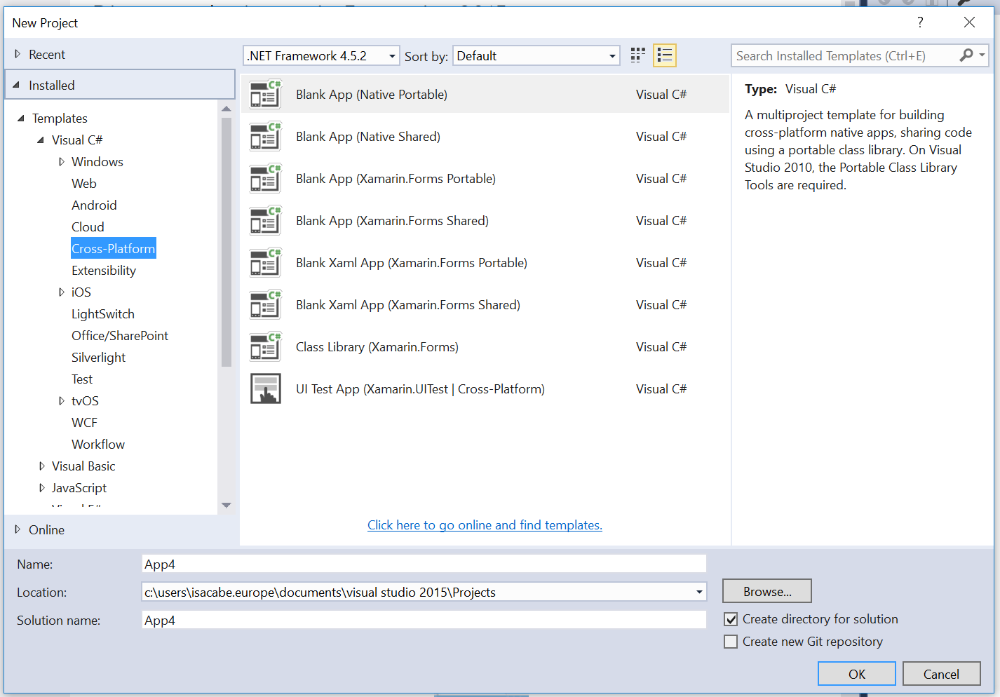 New Project
?
Recent
.NET Framework 4.5.2
Sort by:
Default
Search Installed Templates (Ctrl+E)
Installed
Templates
Visual C#
Windows
Web
Android
Cloud
Cross-Platform
Extensibility
iOS
LightSwitch
Office/SharePoint
Silverlight
Test
tvOS
WCF
Workflow
Visual Basic
JavaScript
Online
Blank App (Native Portable) Visual C#
Blank App (Native Shared) Visual C#
Blank App (Xamarin.Forms Portable) Visual C#
Blank App (Xamarin.Forms Shared) Visual C#
Blank Xaml App (Xamarin.Forms Portable) Visual C#
Blank Xaml App (Xamarin.Forms Shared) Visual C#
Class Library (Xamarin.Forms) Visual C#
UI Test App (Xamarin.UITest | Cross-Platform) Visual C#
Click here to go online and find templates.
Type: Visual C#
A multiproject template for building
cross-platform native apps, sharing code
using a portable class library. On Visual
Studio 2010, the Portable Class Library
Tools are required.
Name: App4
Location: c:\users\isacabe.europe\documents\visual studio 2015\Projects
Browse...
Solution name: App4
Create directory for solution
Create new Git repository
OK
Cancel